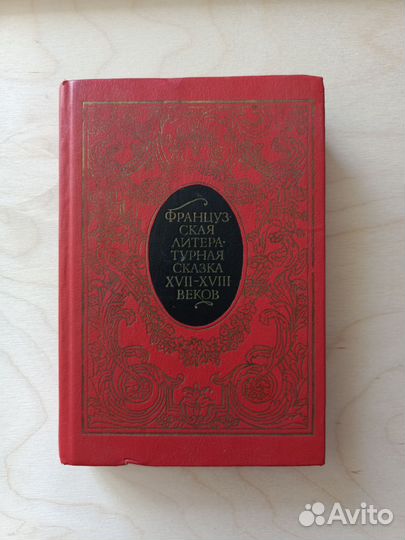 ФРАНЦУЗ-
СКАЯ
ЛИТЕРА-
ТУРНАЯ
СКАЗКА
XVII-XVIII
ВЕКОВ
Avito